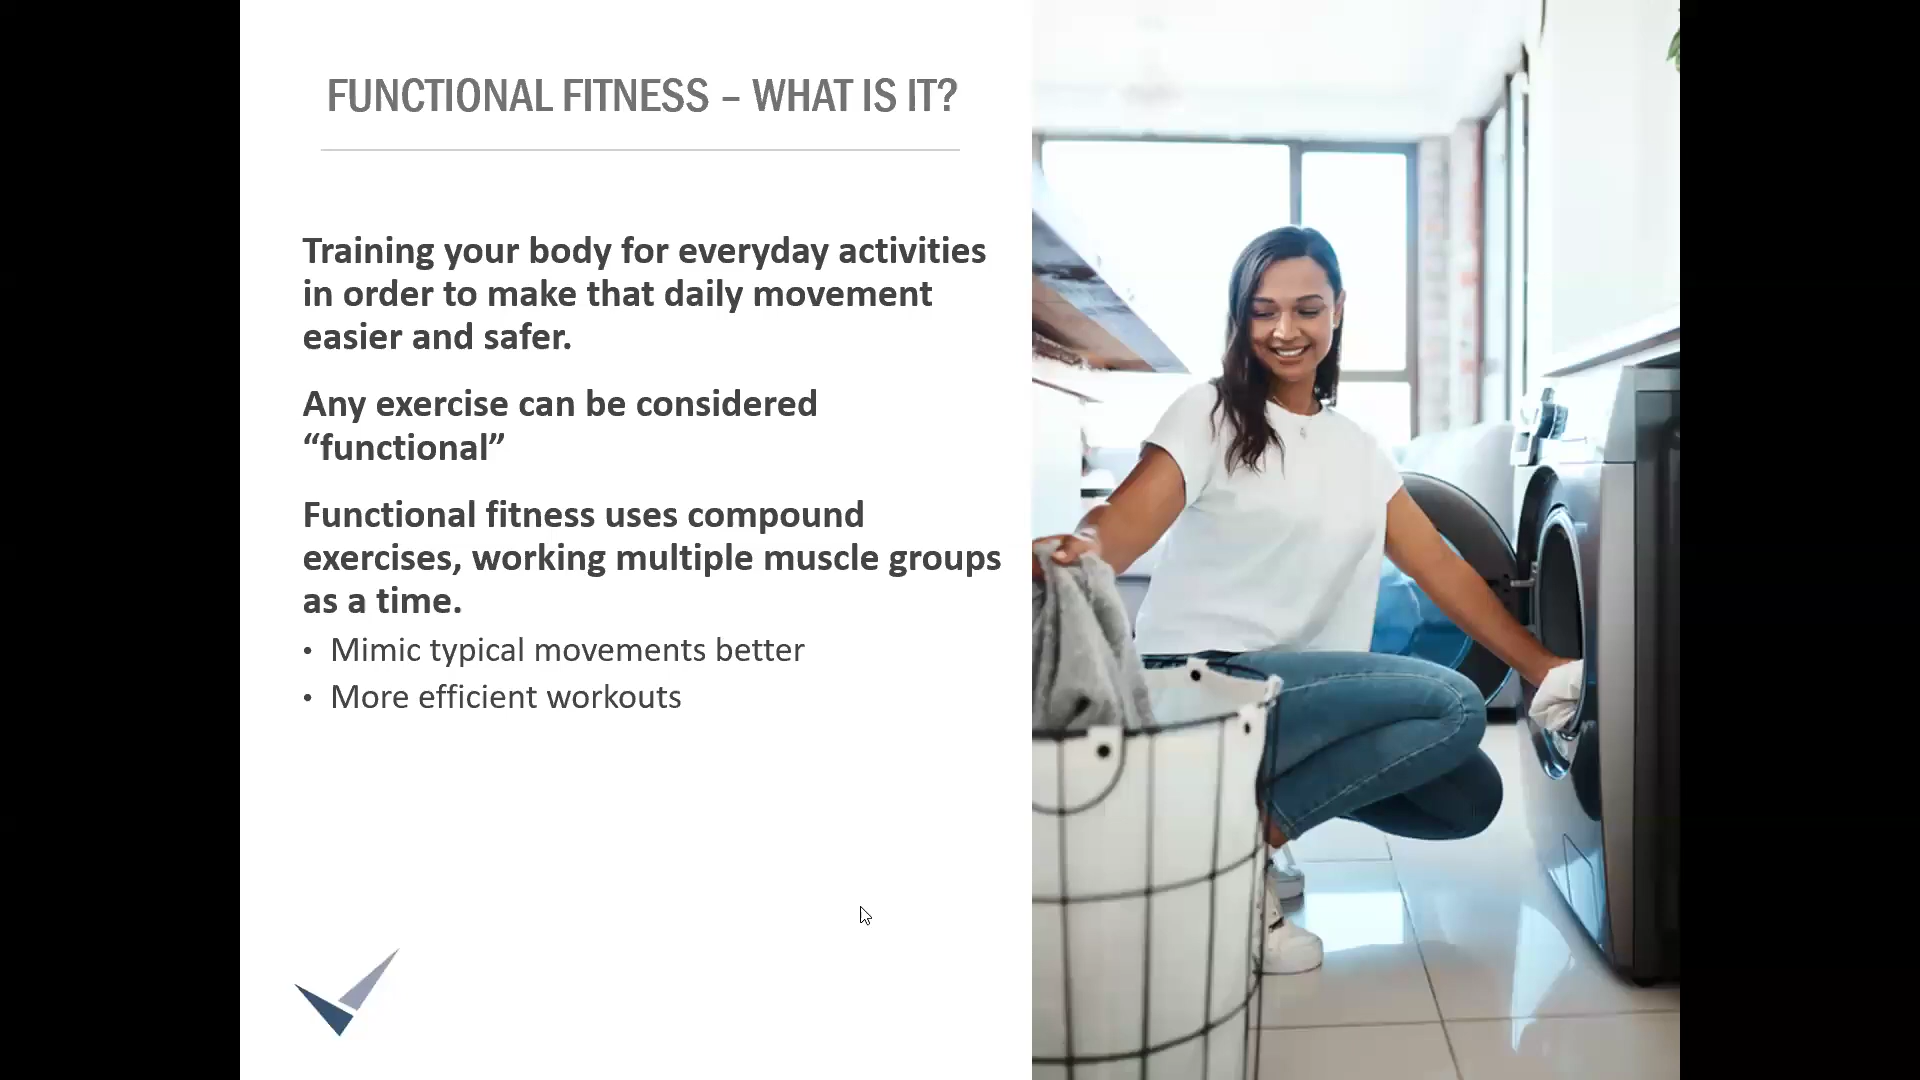 FUNCTIONAL FITNESS – WHAT IS IT?
Training your body for everyday activities
in order to make that daily movement
easier and safer.
Any exercise can be considered
“functional”
Functional fitness uses compound
exercises, working multiple muscle groups
as a time.
• Mimic typical movements better
• More efficient workouts